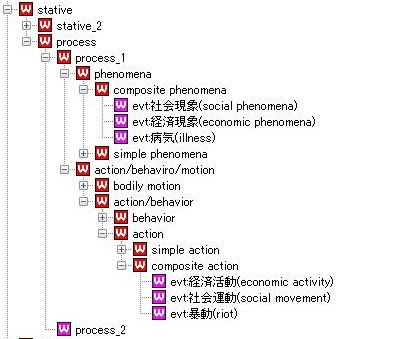 stative
stative_2
process
process_1
phenomena
composite phenomena
evt:社会現象(social phenomena)
evt:経済現象(economic phenomena)
evt:病気(illness)
simple phenomena
action/behaviro/motion
bodily motion
action/behavior
behavior
action
simple action
composite action
evt:経済活動(economic activity)
evt:社会運動(social movement)
evt:暴動(riot)
process_2